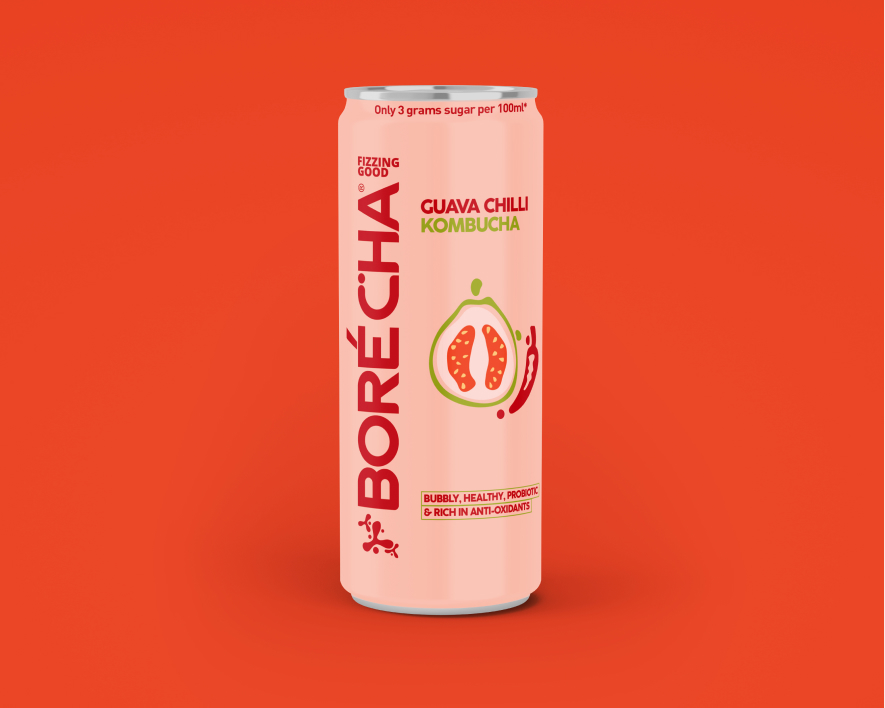 Only 3 grams sugar per 100ml*
FIZZING
GOOD
BORÉCHA®
GUAVA CHILLI
KOMBUCHA
BUBBLY, HEALTHY, PROBIOTIC
& RICH IN ANTI-OXIDANTS